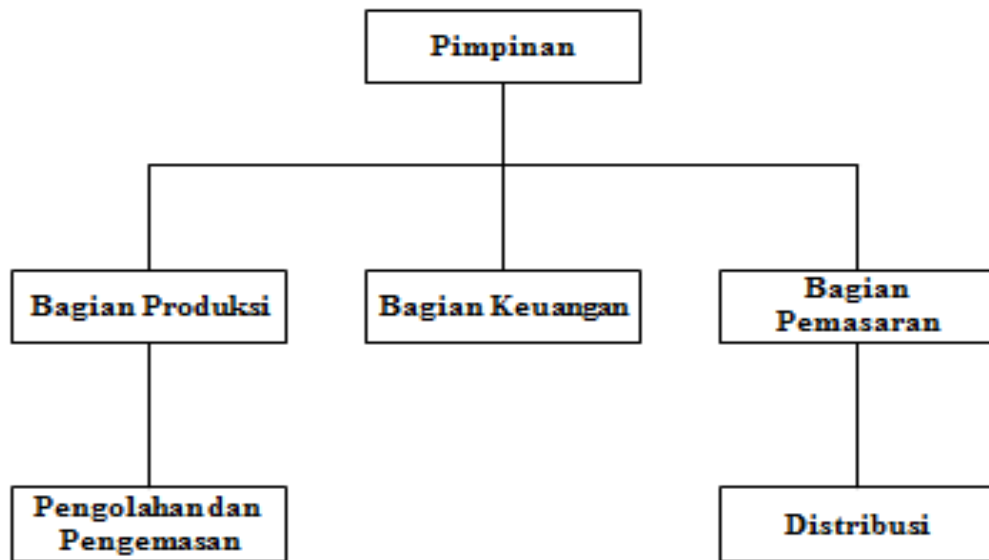 Pimpinan
Bagian Produksi
Bagian Keuangan
Bagian
Pemasaran
Pengolahan dan
Pengemasan
Distribusi